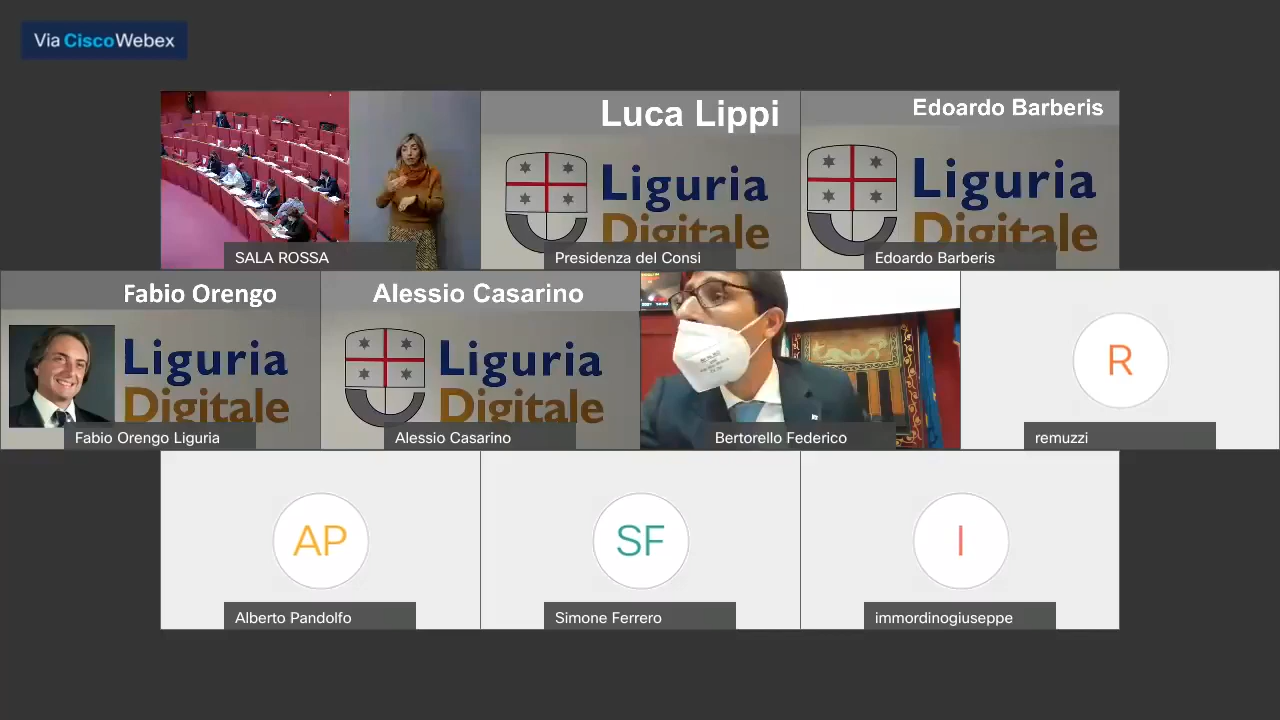 Via Cisco Webex
Luca Lippi
Edoardo Barberis
Liguria
Digitale
Liguria
Digitale
SALA ROSSA
Presidenza del Consi
Edoardo Barberis
Fabio Orengo
Alessio Casarino
Liguria
Digitale
Liguria
Digitale
Fabio Orengo Liguria
Alessio Casarino
Bertorello Federico
R
remuzzi
AP
SF
I
Alberto Pandolfo
Simone Ferrero
immordinogiuseppe